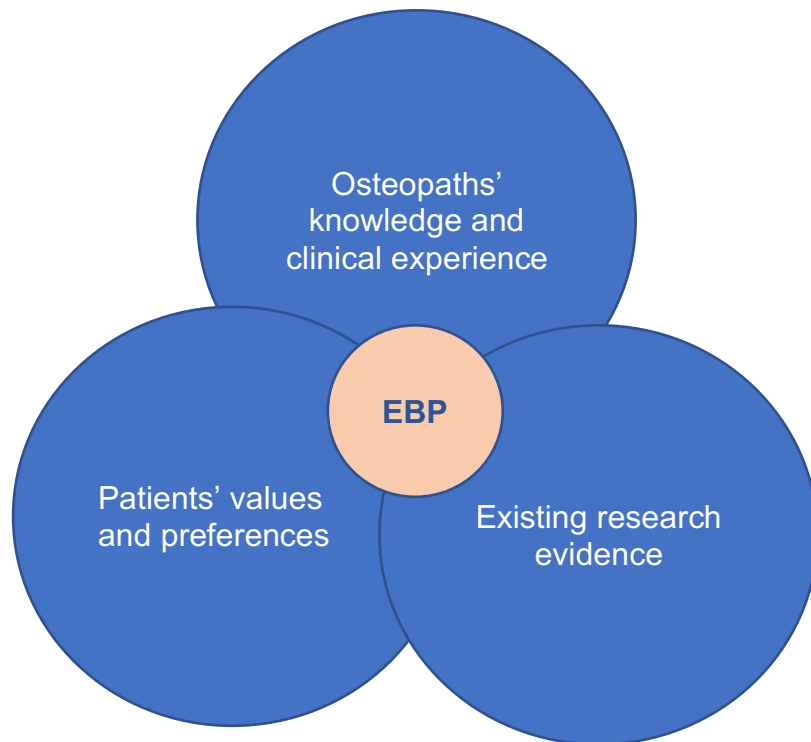 Osteopaths’
knowledge and
clinical experience
EBP
Patients’ values
and preferences
Existing research
evidence